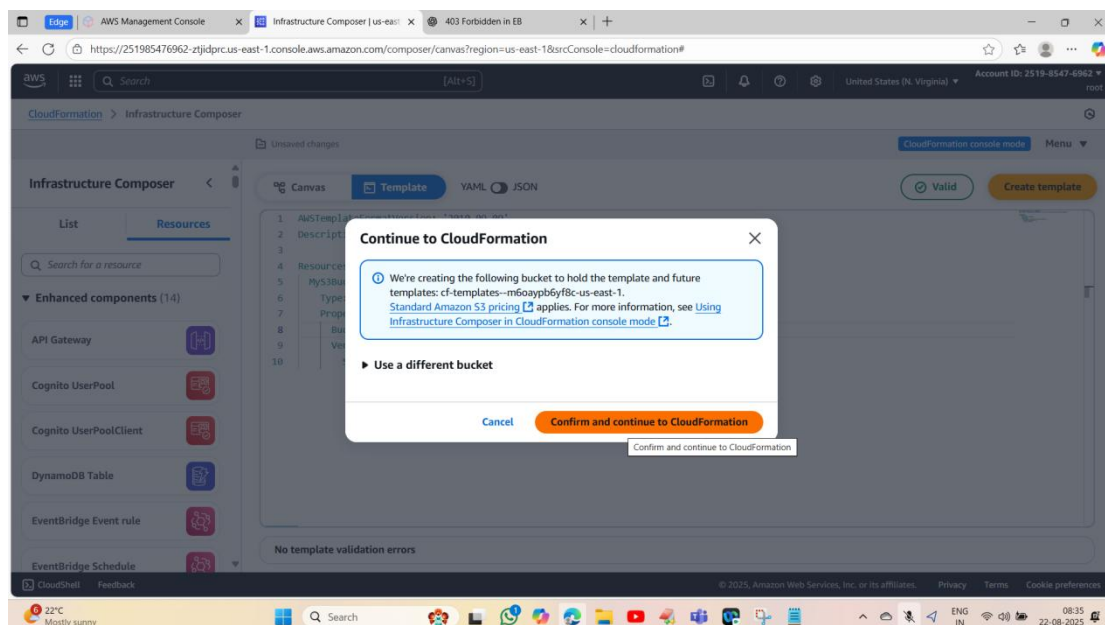 Edge
AWS Management Console
Infrastructure Composer | us-east
403 Forbidden in EB
https://251985476962-ztjidprc.us-east-1.console.aws.amazon.com/composer/canvas?region=us-east-1&srcConsole=cloudformation#
aws
Search
[Alt+S]
United States (N. Virginia)
Account ID: 2519-8547-6962
root
CloudFormation > Infrastructure Composer
Unsaved changes
CloudFormation console mode
Menu
Infrastructure Composer
Canvas
Template
YAML
JSON
Valid
Create template
List
Resources
Search for a resource
Enhanced components (14)
API Gateway
Cognito UserPool
Cognito UserPoolClient
DynamoDB Table
EventBridge Event rule
EventBridge Schedule
1
2 Descript
3
4 Resources
5 MyS3Bu
6 Type:
7 Prope
8 Bu
9 Ve
10
Continue to CloudFormation
We're creating the following bucket to hold the template and future
templates: cf-templates--m6oaypb6yf8c-us-east-1.
Standard Amazon S3 pricing applies. For more information, see Using
Infrastructure Composer in CloudFormation console mode.
Use a different bucket
Cancel
Confirm and continue to CloudFormation
Confirm and continue to CloudFormation
No template validation errors
CloudShell
Feedback
© 2025, Amazon Web Services, Inc. or its affiliates.
Privacy
Terms
Cookie preferences
6
22°C
Mostly sunny
Search
ENG
IN
08:35
22-08-2025